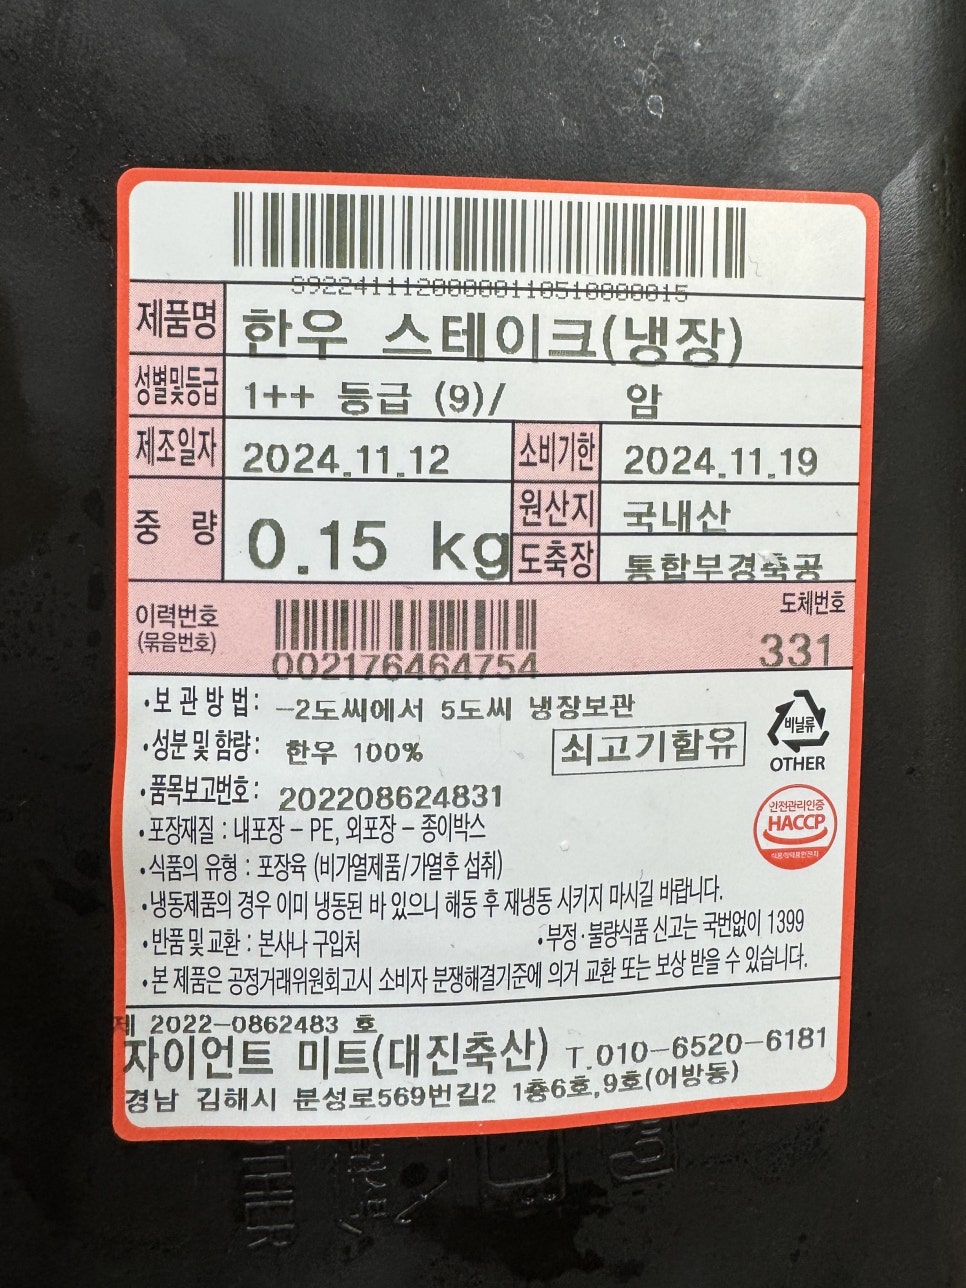 S922411120000011051000001５
제품명 한우 스테이크(냉장)
성별및등급 1++ 등급 (9)/ 암
제조일자 2024.11.12 소비기한 2024.11.19
중 량 0.15 kg 원산지 국내산
도축장 통합부경축공
이력번호 도체번호
(묶음번호) 002176464754 331
·보 관 방 법 : -2도씨에서 5도씨 냉장보관
·성분 및 함량 : 한우 100% 쇠고기함유
비닐류
OTHER
·품목보고번호 : 202208624831
안전관리인증
HACCP
식품의약품안전처
·포장재질 : 내포장 - PE, 외포장 - 종이박스
·식품의 유형 : 포장육 (비가열제품/가열후 섭취)
·냉동제품의 경우 이미 냉동된 바 있으니 해동 후 재냉동 시키지 마시길 바랍니다.
·반품 및 교환 : 본사나 구입처 ·부정·불량식품 신고는 국번없이 1399
·본 제품은 공정거래위원회고시 소비자 분쟁해결기준에 의거 교환 또는 보상 받을 수 있습니다.
제 2022-0862483 호
자이언트 미트(대진축산) T.010-6520-6181
경남 김해시 분성로569번길2 1층6호,9호(어방동)